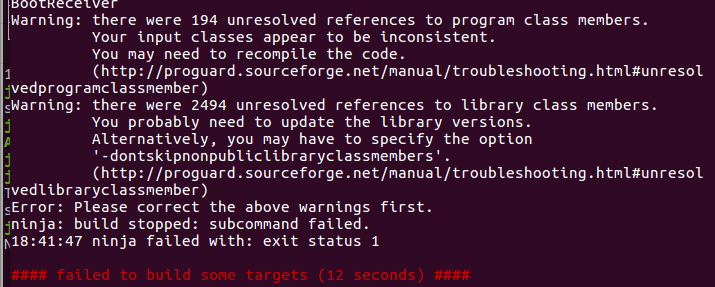 BootReceiver
Warning: there were 194 unresolved references to program class members.
Your input classes appear to be inconsistent.
You may need to recompile the code.
(http://proguard.sourceforge.net/manual/troubleshooting.html#unresol
vedprogramclassmember)
Warning: there were 2494 unresolved references to library class members.
You probably need to update the library versions.
Alternatively, you may have to specify the option
'-dontskipnonpubliclibraryclassmembers'.
(http://proguard.sourceforge.net/manual/troubleshooting.html#unresol
vedlibraryclassmember)
Error: Please correct the above warnings first.
ninja: build stopped: subcommand failed.
18:41:47 ninja failed with: exit status 1
#### failed to build some targets (12 seconds) ####